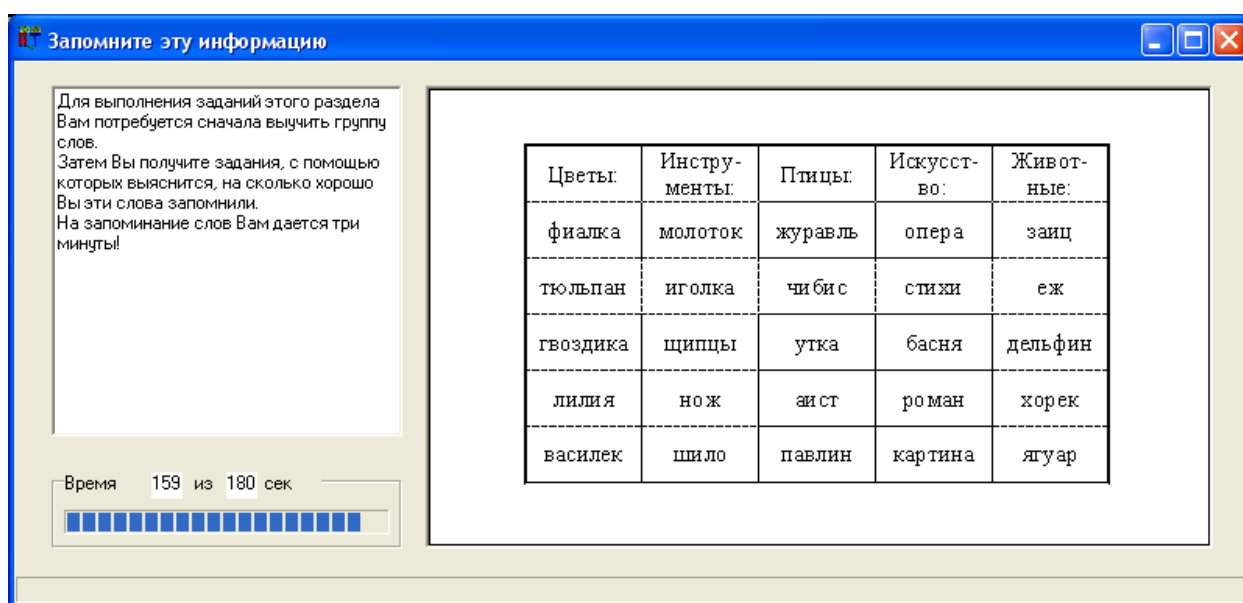 Запомните эту информацию
Для выполнения заданий этого раздела
Вам потребуется сначала выучить группу
слов.
Затем Вы получите задания, с помощью
которых выяснится, на сколько хорошо
Вы эти слова запомнили.
На запоминание слов Вам дается три
минуты!
Время 159 из 180 сек
Цветы: Инстру- Птицы: Искусст- Живот-
менты: во: ные:
фиалка молоток журавль опера заиц
тюльпан иголка чибис стихи еж
гвоздика щипцы утка басня дельфин
лилия нож аист роман хорек
василек шило павлин картина ягуар